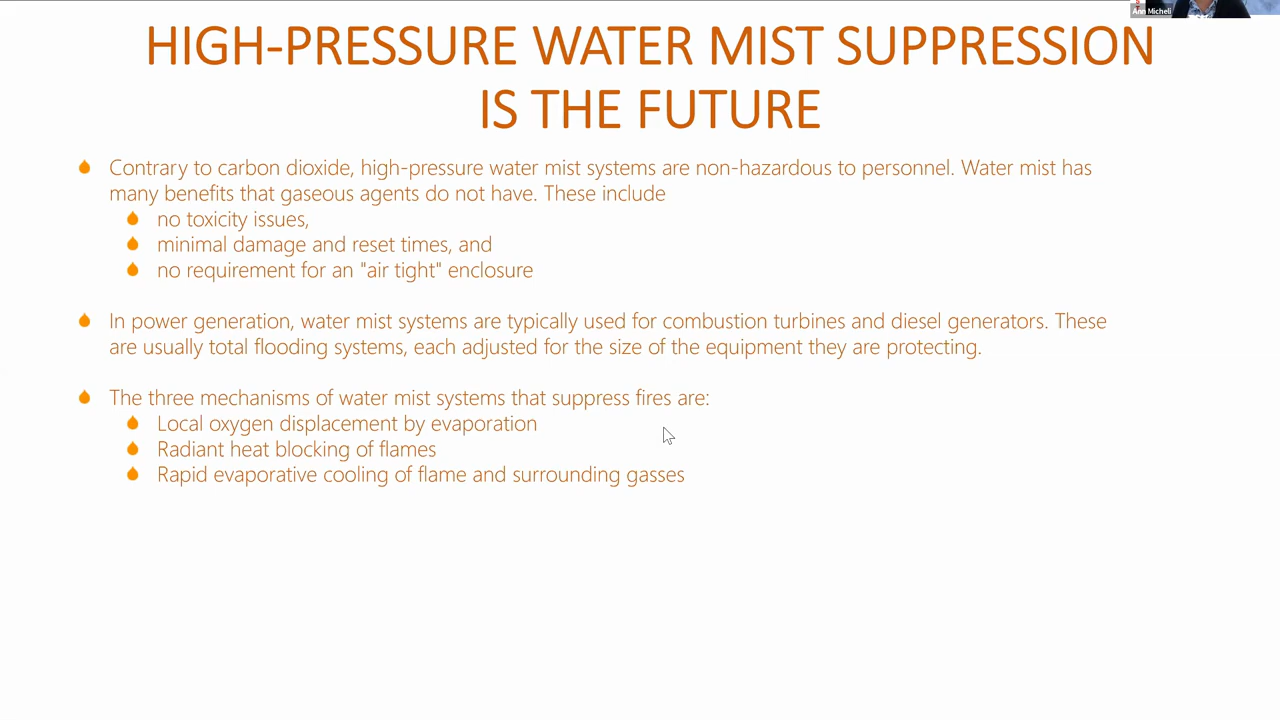 Ann Micheli
HIGH-PRESSURE WATER MIST SUPPRESSION
IS THE FUTURE
Contrary to carbon dioxide, high-pressure water mist systems are non-hazardous to personnel. Water mist has
many benefits that gaseous agents do not have. These include
no toxicity issues,
minimal damage and reset times, and
no requirement for an "air tight" enclosure
In power generation, water mist systems are typically used for combustion turbines and diesel generators. These
are usually total flooding systems, each adjusted for the size of the equipment they are protecting.
The three mechanisms of water mist systems that suppress fires are:
Local oxygen displacement by evaporation
Radiant heat blocking of flames
Rapid evaporative cooling of flame and surrounding gasses